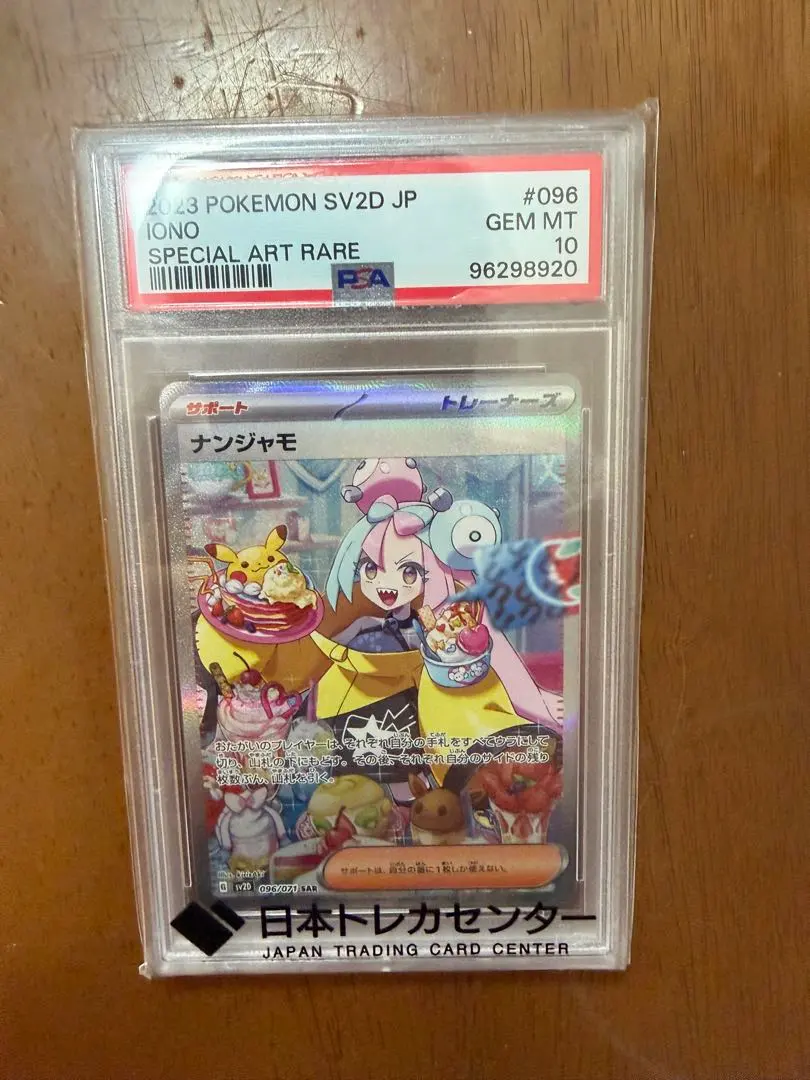 2023 POKEMON SV2D JP #096
IONO GEM MT
SPECIAL ART RARE 10
PSA 96298920
サポート トレーナーズ
ナンジャモ
おたがいのプレイヤーは、それぞれ自分の手札をすべてウラにして
切り、山札の下にもどす。その後、それぞれ自分のサイドの残り
枚数ぶん、山札を引く。
サポートは、自分の番に1枚しか使えない。
G SV2D 096/071 SAR
日本トレカセンター
JAPAN TRADING CARD CENTER